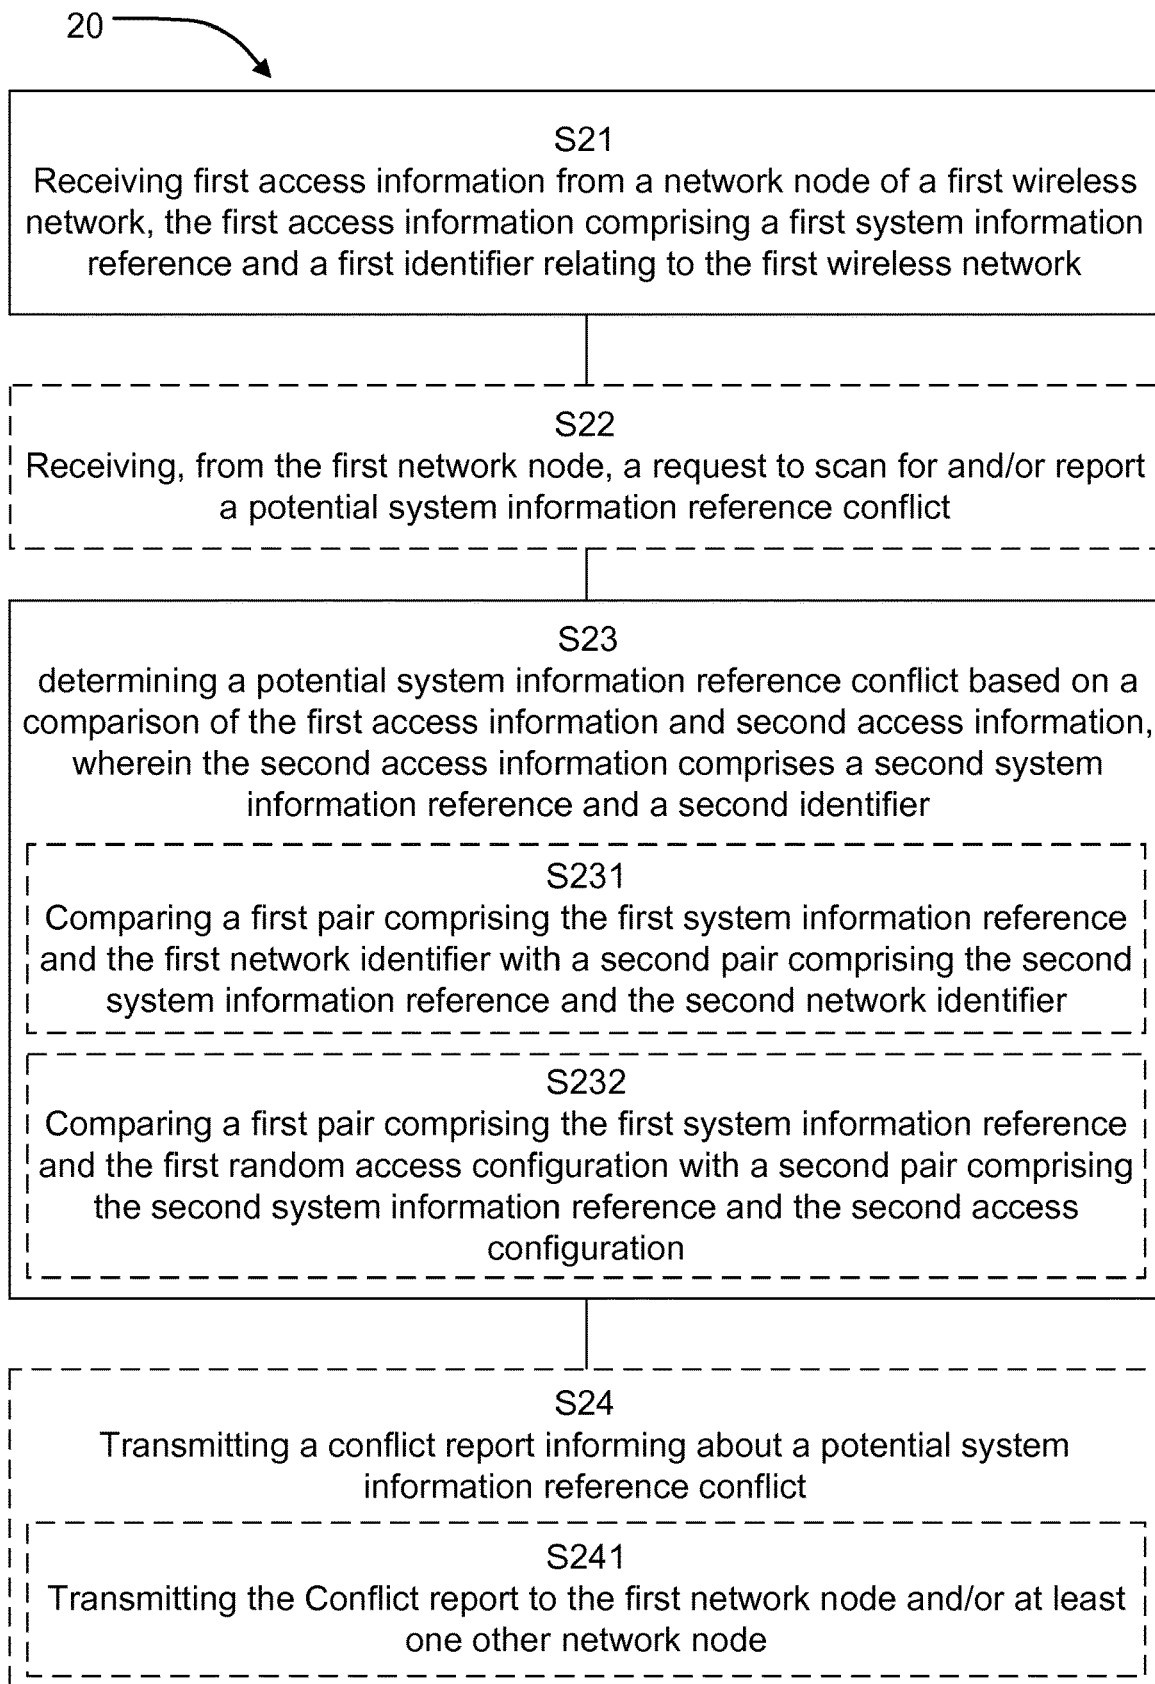 20
S21
Receiving first access information from a network node of a first wireless
network, the first access information comprising a first system information
reference and a first identifier relating to the first wireless network
S22
Receiving, from the first network node, a request to scan for and/or report
a potential system information reference conflict
S23
determining a potential system information reference conflict based on a
comparison of the first access information and second access information,
wherein the second access information comprises a second system
information reference and a second identifier
S231
Comparing a first pair comprising the first system information reference
and the first network identifier with a second pair comprising the second
system information reference and the second network identifier
S232
Comparing a first pair comprising the first system information reference
and the first random access configuration with a second pair comprising
the second system information reference and the second access
configuration
S24
Transmitting a conflict report informing about a potential system
information reference conflict
S241
Transmitting the Conflict report to the first network node and/or at least
one other network node